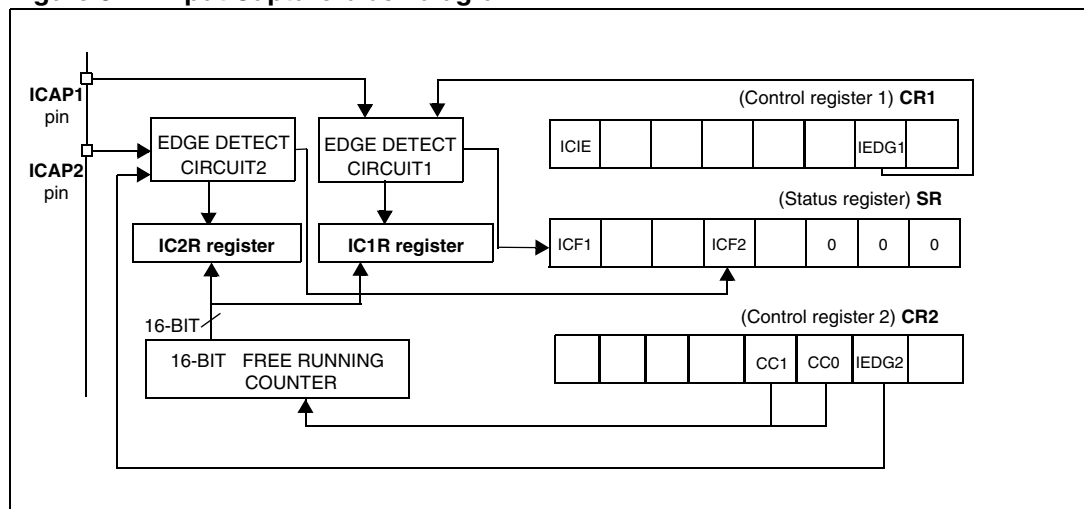 ICAP1
pin
ICAP2
pin
EDGE DETECT
CIRCUIT2
EDGE DETECT
CIRCUIT1
IC2R register
IC1R register
16-BIT
16-BIT FREE RUNNING
COUNTER
(Control register 1) CR1
ICIE
IEDG1
(Status register) SR
ICF1
ICF2
0
0
0
(Control register 2) CR2
CC1
CC0
IEDG2